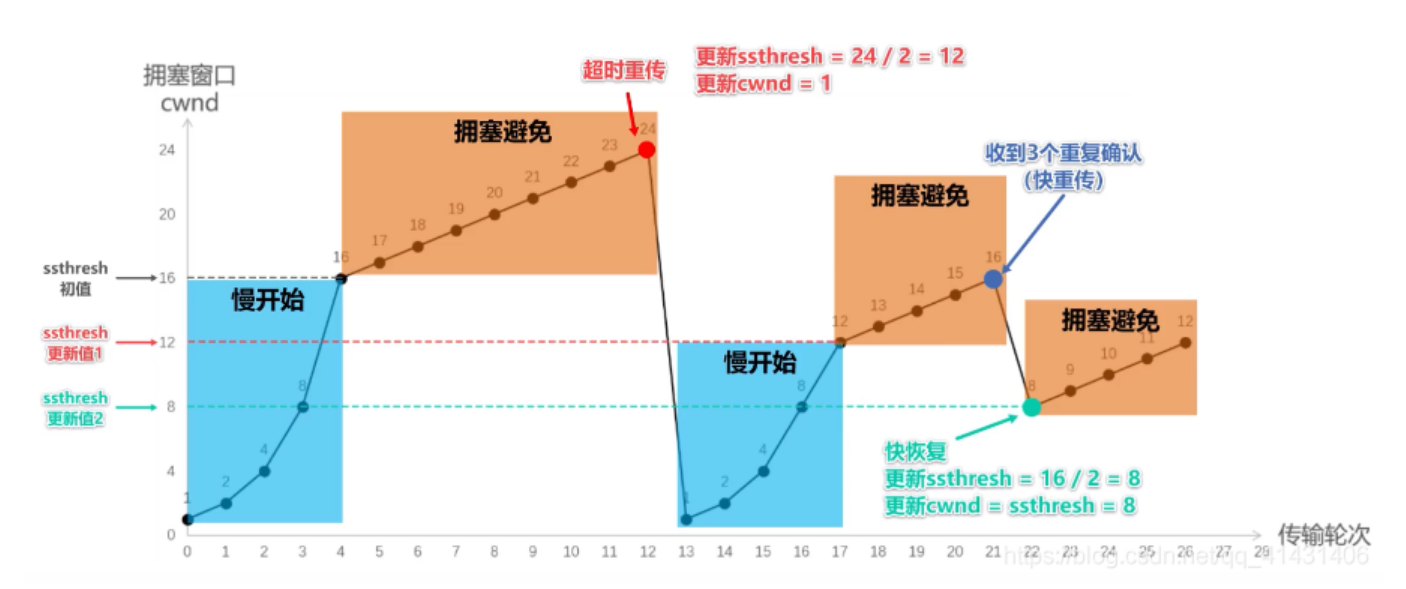 拥塞窗口
cwnd
超时重传
更新ssthresh = 24 / 2 = 12
更新cwnd = 1
拥塞避免
24
24
23
22
21
20
19
18
17
16
收到3个重复确认
(快重传)
拥塞避免
20
16
15
14
13
12
ssthresh
初值
16
慢开始
ssthresh
更新值1
12
慢开始
拥塞避免
12
11
10
9
8
ssthresh
更新值2
8
8
8
4
4
4
2
2
1
1
0
快恢复
更新ssthresh = 16 / 2 = 8
更新cwnd = ssthresh = 8
传输轮次
0 1 2 3 4 5 6 7 8 9 10 11 12 13 14 15 16 17 18 19 20 21 22 23 24 25 26 27 28 29
https://blog.csdn.net/qq_41431406